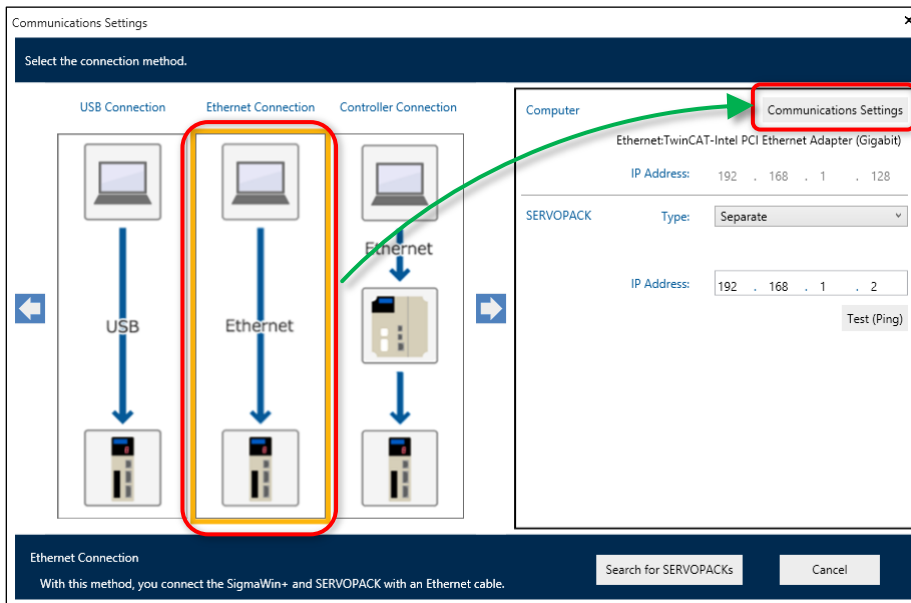 Communications Settings
Select the connection method.
USB Connection
Ethernet Connection
Controller Connection
USB
Ethernet
Ethernet
Computer
Communications Settings
Ethernet:TwinCAT-Intel PCI Ethernet Adapter (Gigabit)
IP Address: 192 . 168 . 1 . 128
SERVOPACK Type: Separate
IP Address: 192 . 168 . 1 . 2
Test (Ping)
Ethernet Connection
With this method, you connect the SigmaWin+ and SERVOPACK with an Ethernet cable.
Search for SERVOPACKs
Cancel